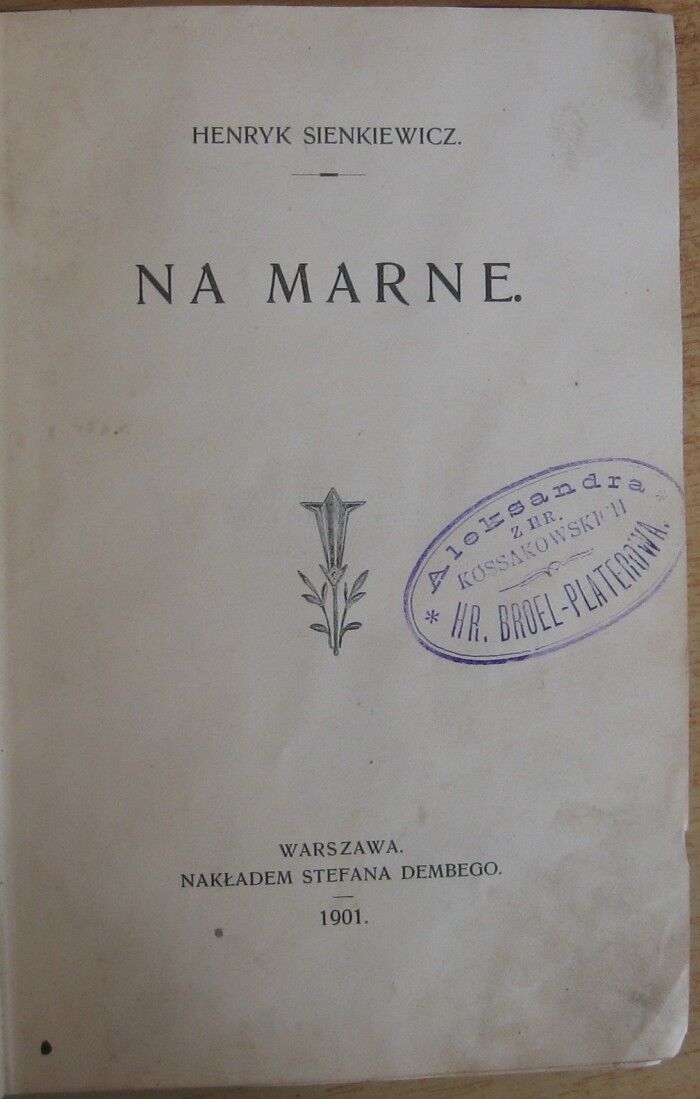 HENRYK SIENKIEWICZ.
NA MARNE.
* Aleksandra *
Z HR.
KOSSAKOWSKICH
HR. BROEL-PLATEROWA.
WARSZAWA.
NAKŁADEM STEFANA DEMBEGO.
1901.